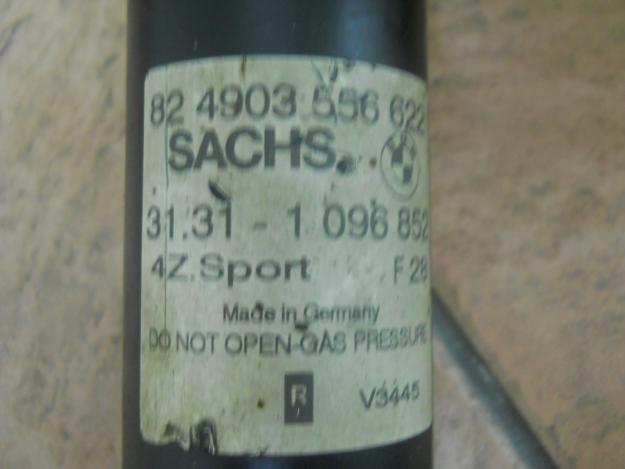 82 4903 556 622
SACHS
31.31 - 1 096 852
4Z.Sport F 28
Made in Germany
DO NOT OPEN-GAS PRESSURE
R V3445